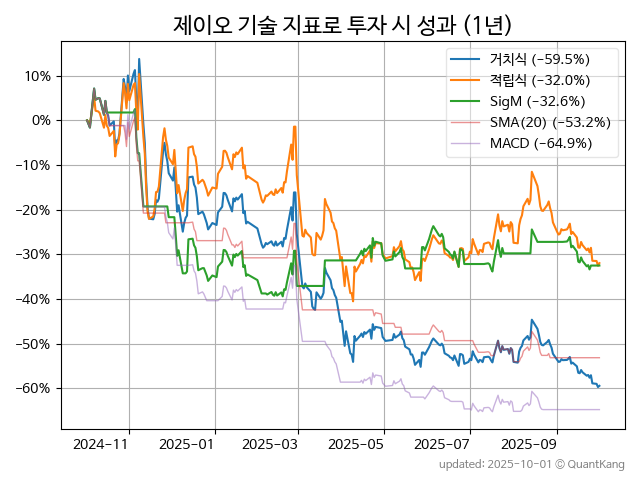 제이오 기술 지표로 투자 시 성과 (1년)
거치식 (−59.5%)
적립식 (−32.0%)
SigM (−32.6%)
SMA(20) (−53.2%)
MACD (−64.9%)
10%
0%
−10%
−20%
−30%
−40%
−50%
−60%
2024−11
2025−01
2025−03
2025−05
2025−07
2025−09
updated: 2025-10-01 © QuantKang